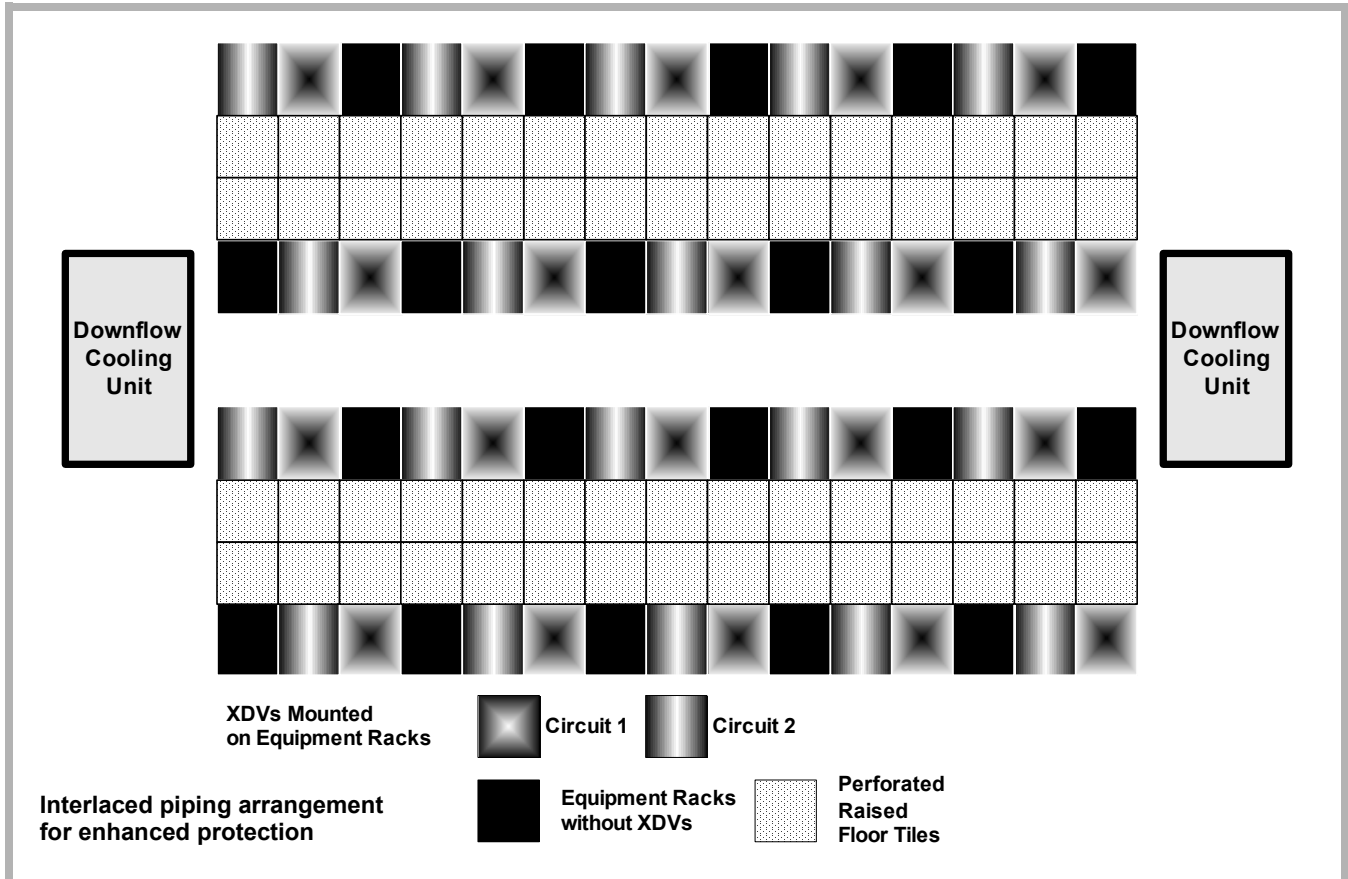 Downflow
Cooling
Unit
Downflow
Cooling
Unit
XDVs Mounted
on Equipment Racks
Circuit 1
Circuit 2
Interlaced piping arrangement
for enhanced protection
Equipment Racks
without XDVs
Perforated
Raised
Floor Tiles